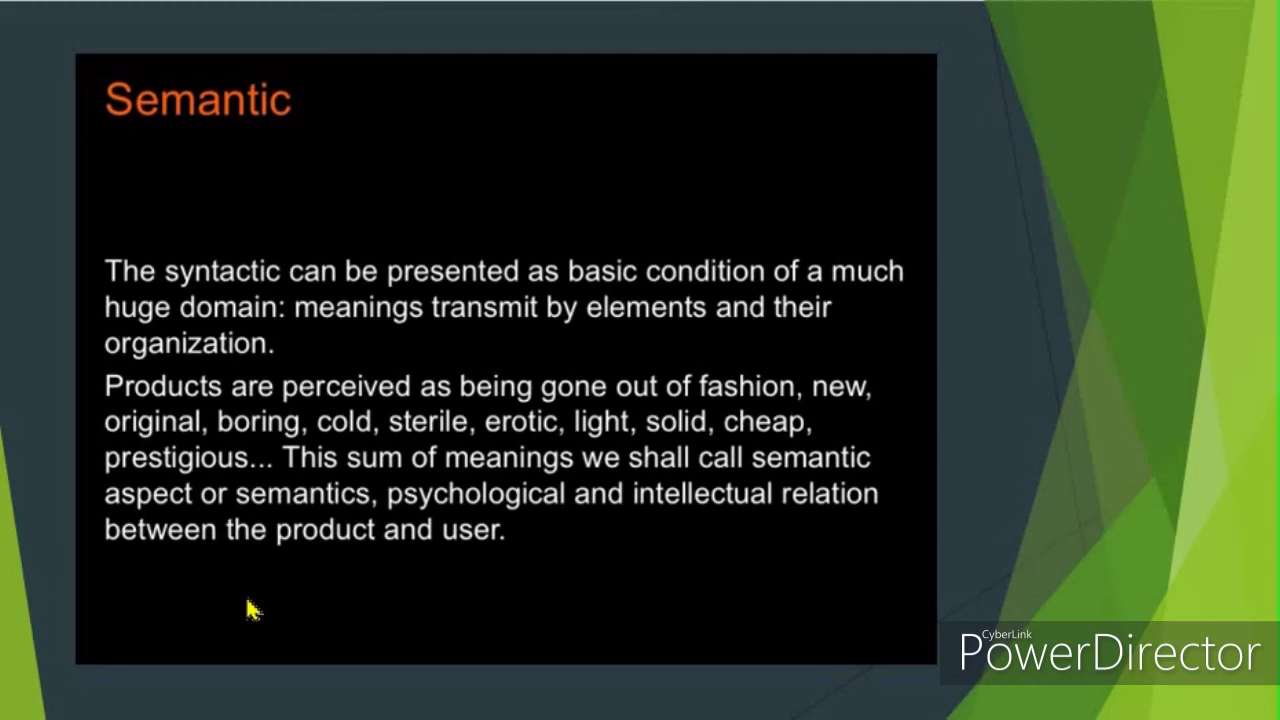 Semantic
The syntactic can be presented as basic condition of a much
huge domain: meanings transmit by elements and their
organization.
Products are perceived as being gone out of fashion, new,
original, boring, cold, sterile, erotic, light, solid, cheap,
prestigious... This sum of meanings we shall call semantic
aspect or semantics, psychological and intellectual relation
between the product and user.
CyberLink
PowerDirector